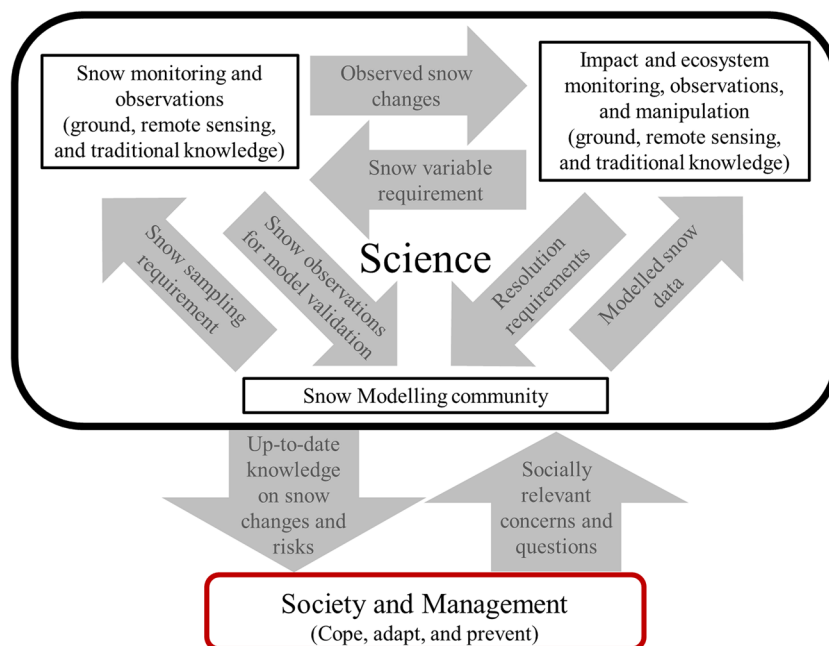 Snow monitoring and
observations
(ground, remote sensing,
and traditional knowledge)
Observed snow
changes
Impact and ecosystem
monitoring, observations,
and manipulation
(ground, remote sensing,
and traditional knowledge)
Snow variable
requirement
Science
Snow sampling
requirement
Snow observations
for model validation
Resolution
requirements
Modelled snow
data
Snow Modelling community
Up-to-date
knowledge
on snow
changes and
risks
Socially
relevant
concerns and
questions
Society and Management
(Cope, adapt, and prevent)